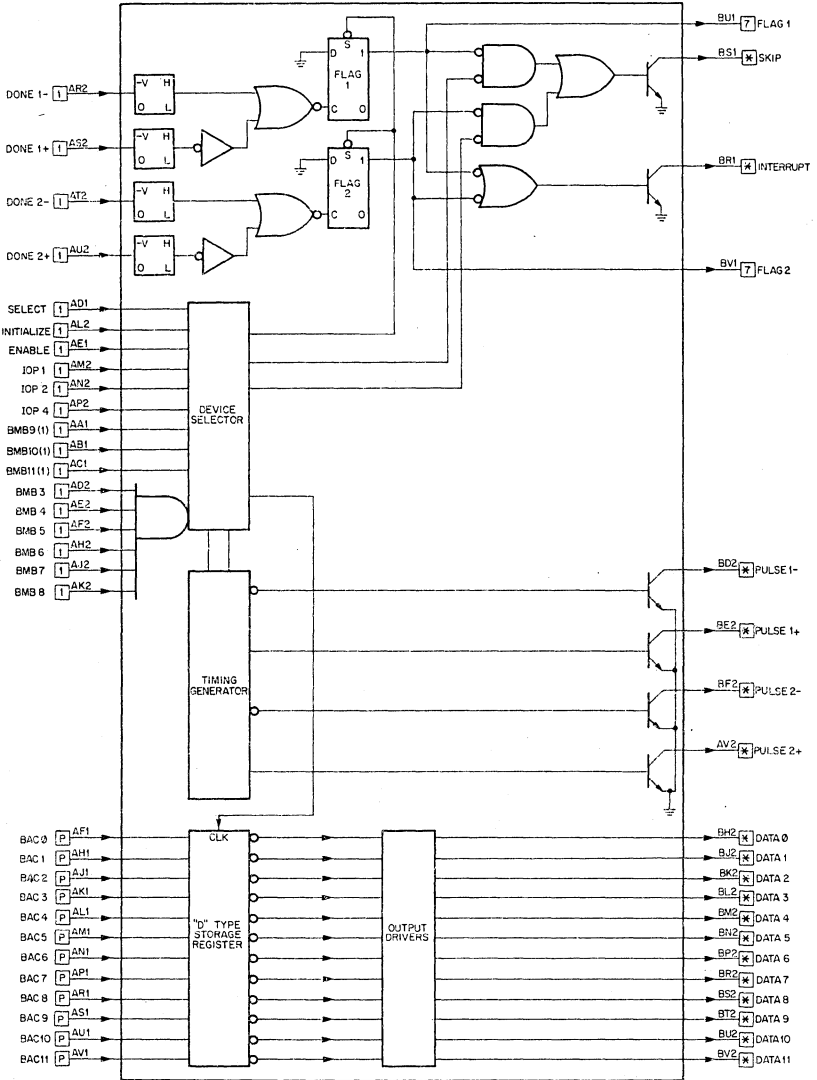 BU1 7 FLAG 1
BS1 * SKIP
D S 1
FLAG 1
C O
DONE 1- 1 AR2 -V H
O L
DONE 1+ 1 AS2 -V H
O L
D S 1
FLAG 2
C O
BR1 * INTERRUPT
DONE 2- 1 AT2 -V H
O L
DONE 2+ 1 AU2 -V H
O L
BV1 7 FLAG2
SELECT 1 AD1
INITIALIZE 1 AL2
ENABLE 1 AE1
IOP 1 1 AM2
IOP 2 1 AN2
IOP 4 1 AP2
BMB9(1) 1 AA1
BMB10(1) 1 AB1
BMB11(1) 1 AC1
DEVICE SELECTOR
BMB 3 1 AD2
BMB 4 1 AE2
BMB 5 1 AF2
BMB 6 1 AH2
BMB7 1 AJ2
BMB 8 1 AK2
BD2 * PULSE 1-
BE2 * PULSE 1+
TIMING GENERATOR
BF2 * PULSE 2-
AV2 * PULSE 2+
CLK
"D" TYPE STORAGE REGISTER
OUTPUT DRIVERS
BAC Ø P AF1
BAC 1 P AH1
BAC 2 P AJ1
BAC 3 P AK1
BAC 4 P AL1
BAC 5 P AM1
BAC6 P AN1
BAC 7 P AP1
BAC 8 P AR1
BAC 9 P AS1
BAC10 P AU1
BAC11 P AV1
BH2 * DATA Ø
BJ2 * DATA 1
BK2 * DATA 2
BL2 * DATA 3
BM2 * DATA 4
BN2 * DATA 5
BP2 * DATA 6
BR2 * DATA 7
BS2 * DATA 8
BT2 * DATA 9
BU2 * DATA10
BV2 * DATA11